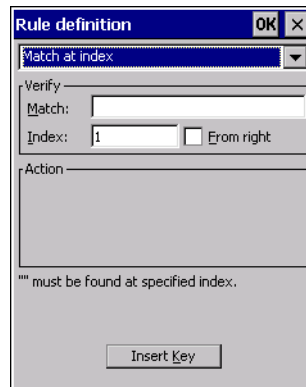 Rule definition OK ×
Match at index
Verify
Match:
Index: 1 From right
Action
"" must be found at specified index.
Insert Key